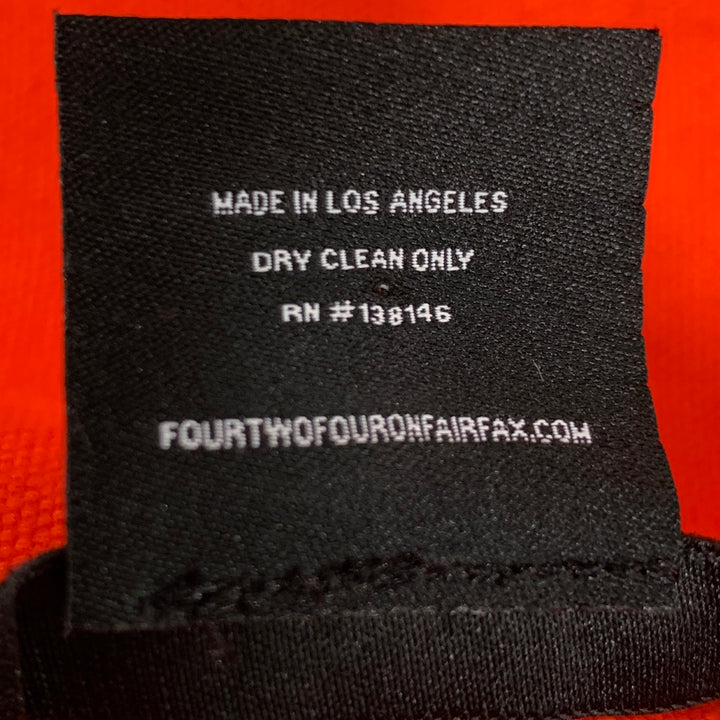 MADE IN LOS ANGELES
DRY CLEAN ONLY
RN #138146
FOURTWOFOURONFAIRFAX.COM